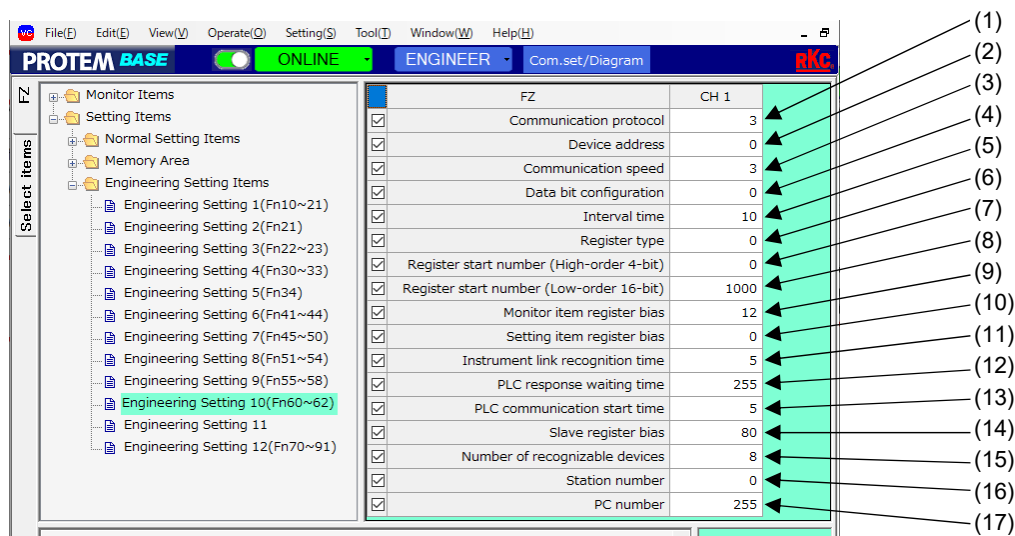 VC File(F) Edit(E) View(V) Operate(O) Setting(S) Tool(T) Window(W) Help(H)
PROTEM BASE ONLINE ENGINEER Com.set/Diagram RKC
FZ
Select items
Monitor Items
Setting Items
Normal Setting Items
Memory Area
Engineering Setting Items
Engineering Setting 1(Fn10~21)
Engineering Setting 2(Fn21)
Engineering Setting 3(Fn22~23)
Engineering Setting 4(Fn30~33)
Engineering Setting 5(Fn34)
Engineering Setting 6(Fn41~44)
Engineering Setting 7(Fn45~50)
Engineering Setting 8(Fn51~54)
Engineering Setting 9(Fn55~58)
Engineering Setting 10(Fn60~62)
Engineering Setting 11
Engineering Setting 12(Fn70~91)
FZ CH 1
Communication protocol 3 (1)
Device address 0 (2)
Communication speed 3 (3)
Data bit configuration 0 (4)
Interval time 10 (5)
Register type 0 (6)
Register start number (High-order 4-bit) 0 (7)
Register start number (Low-order 16-bit) 1000 (8)
Monitor item register bias 12 (9)
Setting item register bias 0 (10)
Instrument link recognition time 5 (11)
PLC response waiting time 255 (12)
PLC communication start time 5 (13)
Slave register bias 80 (14)
Number of recognizable devices 8 (15)
Station number 0 (16)
PC number 255 (17)